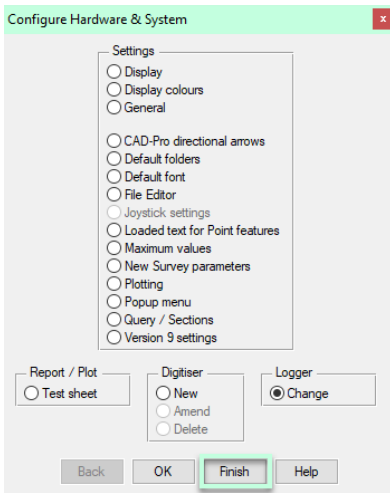 Configure Hardware & System
x
Settings
Display
Display colours
General
CAD-Pro directional arrows
Default folders
Default font
File Editor
Joystick settings
Loaded text for Point features
Maximum values
New Survey parameters
Plotting
Popup menu
Query / Sections
Version 9 settings
Report / Plot
Test sheet
Digitiser
New
Amend
Delete
Logger
Change
Back
OK
Finish
Help